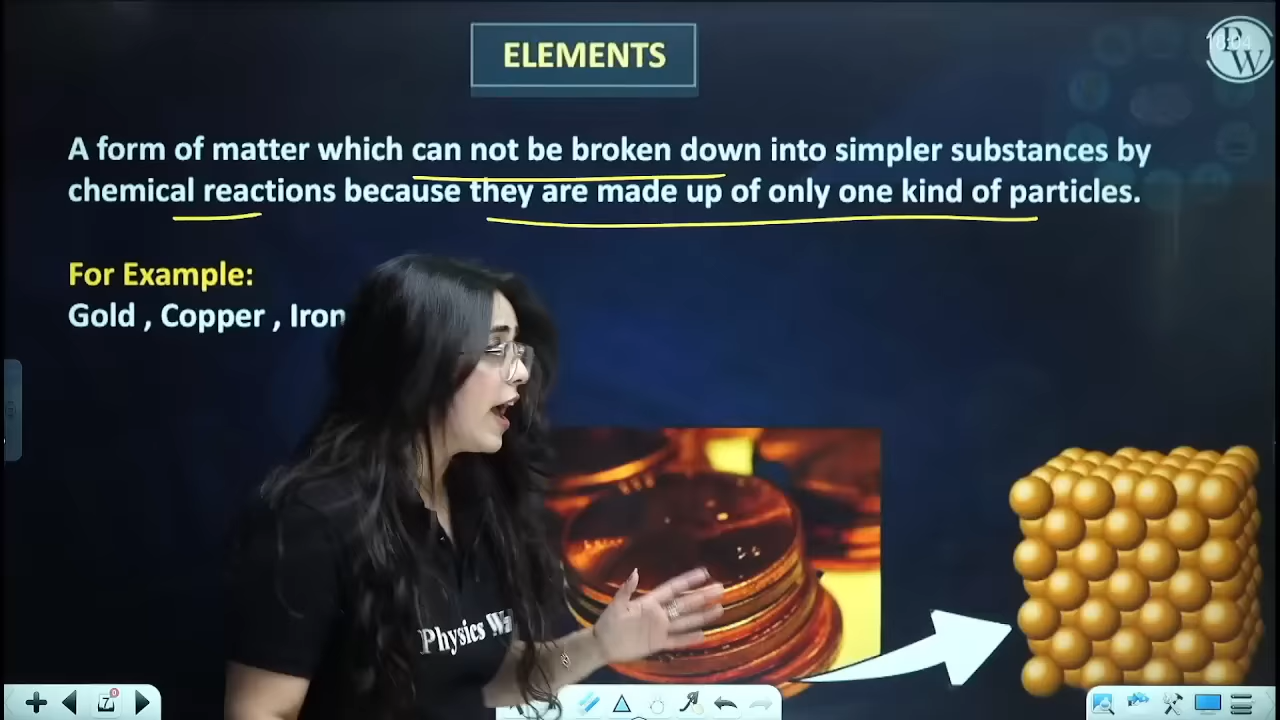 ELEMENTS
A form of matter which can not be broken down into simpler substances by
chemical reactions because they are made up of only one kind of particles.
For Example:
Gold , Copper , Iron
Physics Wa
PW